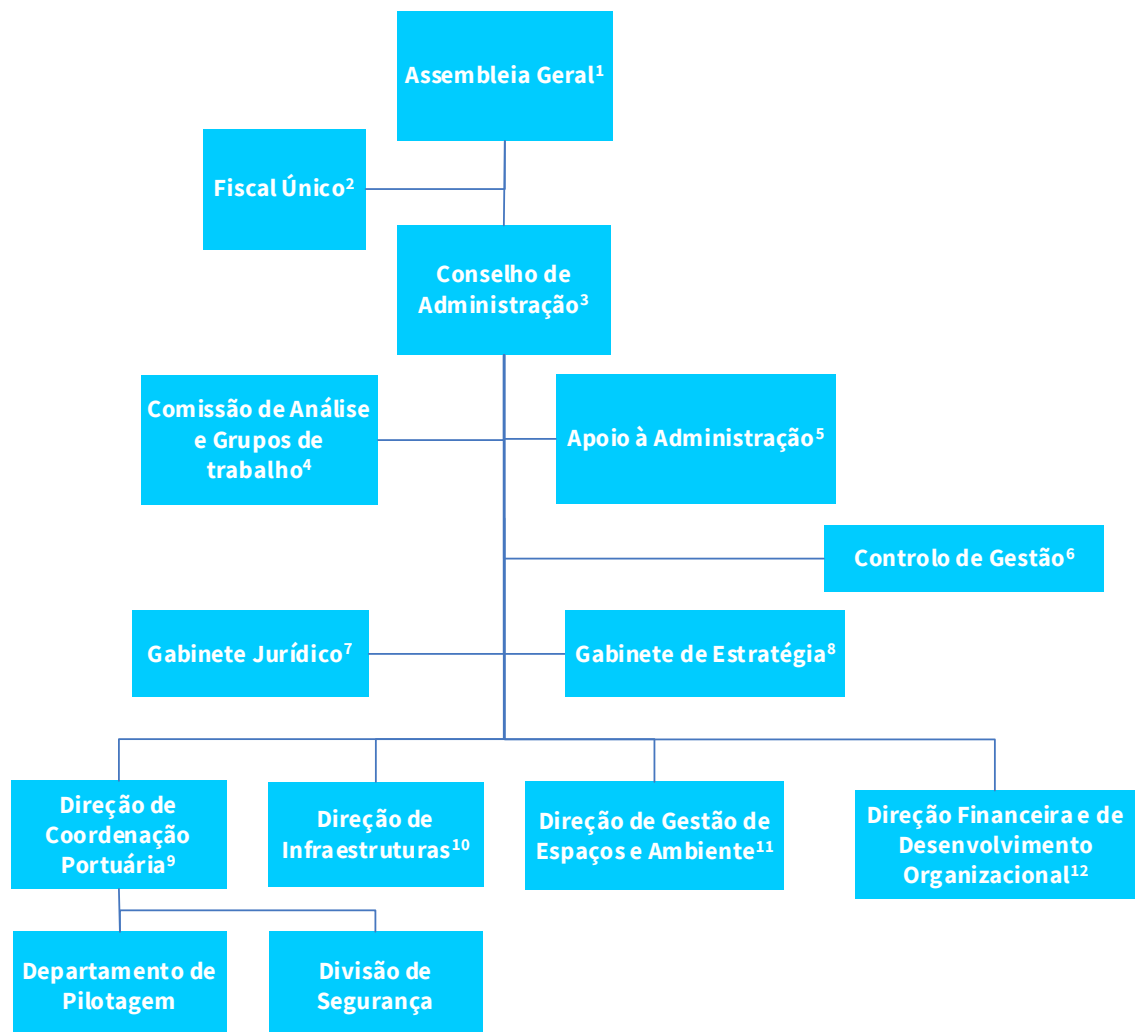 Assembleia Geral¹
Fiscal Único²
Conselho de
Administração³
Comissão de Análise
e Grupos de
trabalho⁴
Apoio à Administração⁵
Controlo de Gestão⁶
Gabinete Jurídico⁷
Gabinete de Estratégia⁸
Direção de
Coordenação
Portuária⁹
Direção de
Infraestruturas¹⁰
Direção de Gestão de
Espaços e Ambiente¹¹
Direção Financeira e de
Desenvolvimento
Organizacional¹²
Departamento de
Pilotagem
Divisão de
Segurança